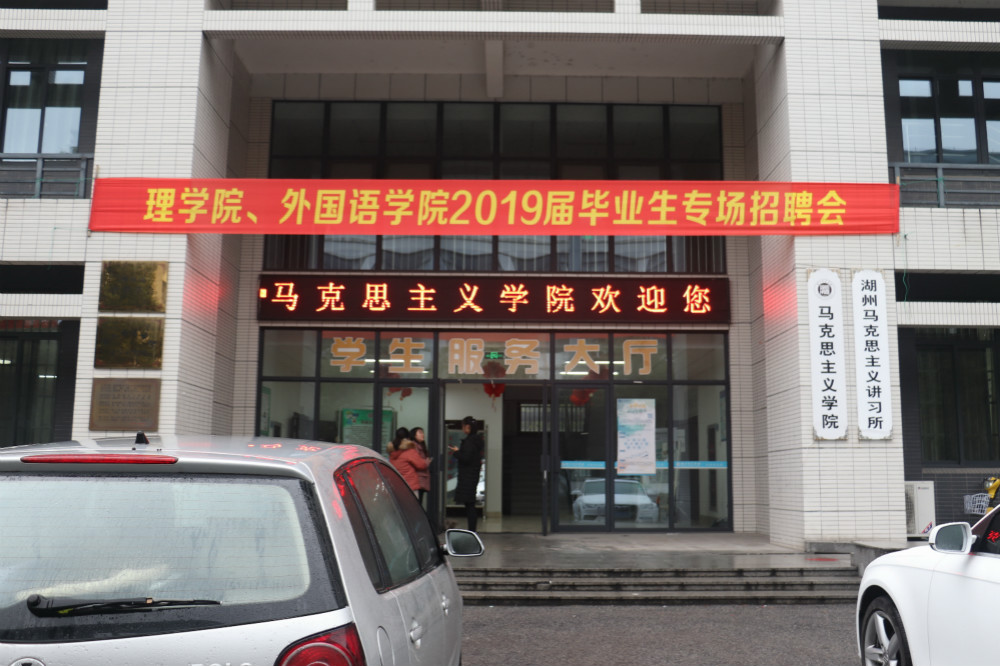 理学院、外国语学院2019届毕业生专场招聘会
马克思主义学院欢迎您
学生服务大厅
马克思主义学院
湖州马克思主义讲习所